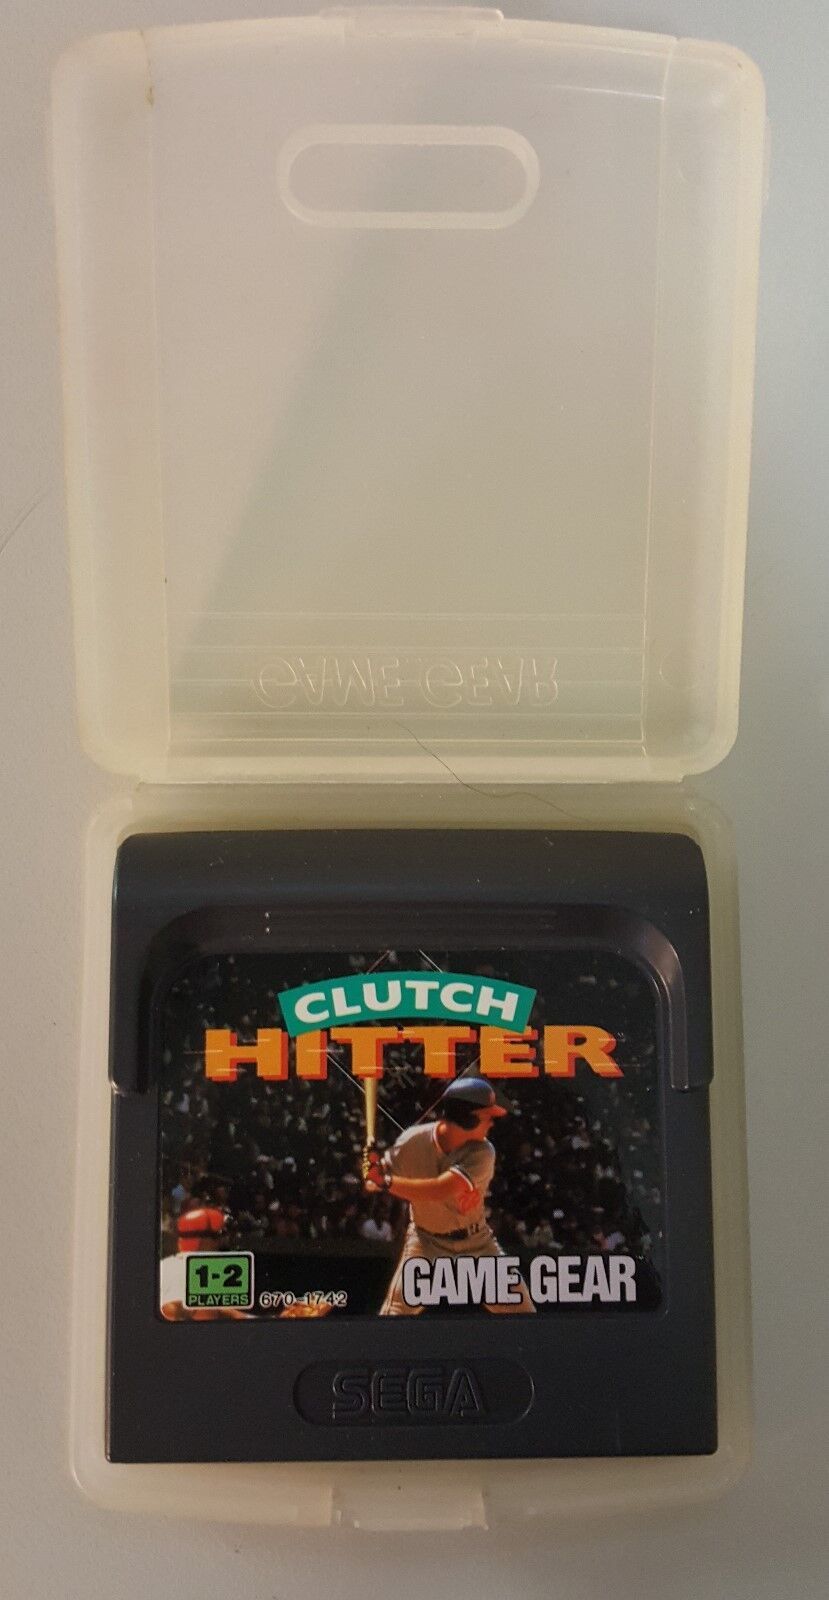 GAME GEAR
CLUTCH
HITTER
1-2
PLAYERS
670-1742
GAME GEAR
SEGA